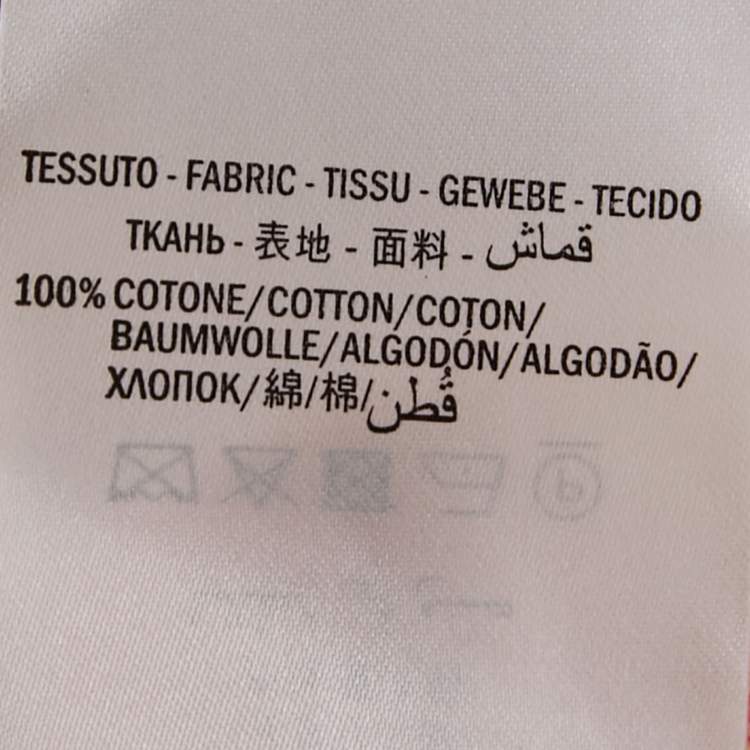 TESSUTO - FABRIC - TISSU - GEWEBE - TECIDO
ТКАНЬ - 表地 - 面料 - قماش
100% COTONE/COTTON/COTON/
BAUMWOLLE/ALGODÓN/ALGODÃO/
ХЛОПОК/綿/棉/قطن